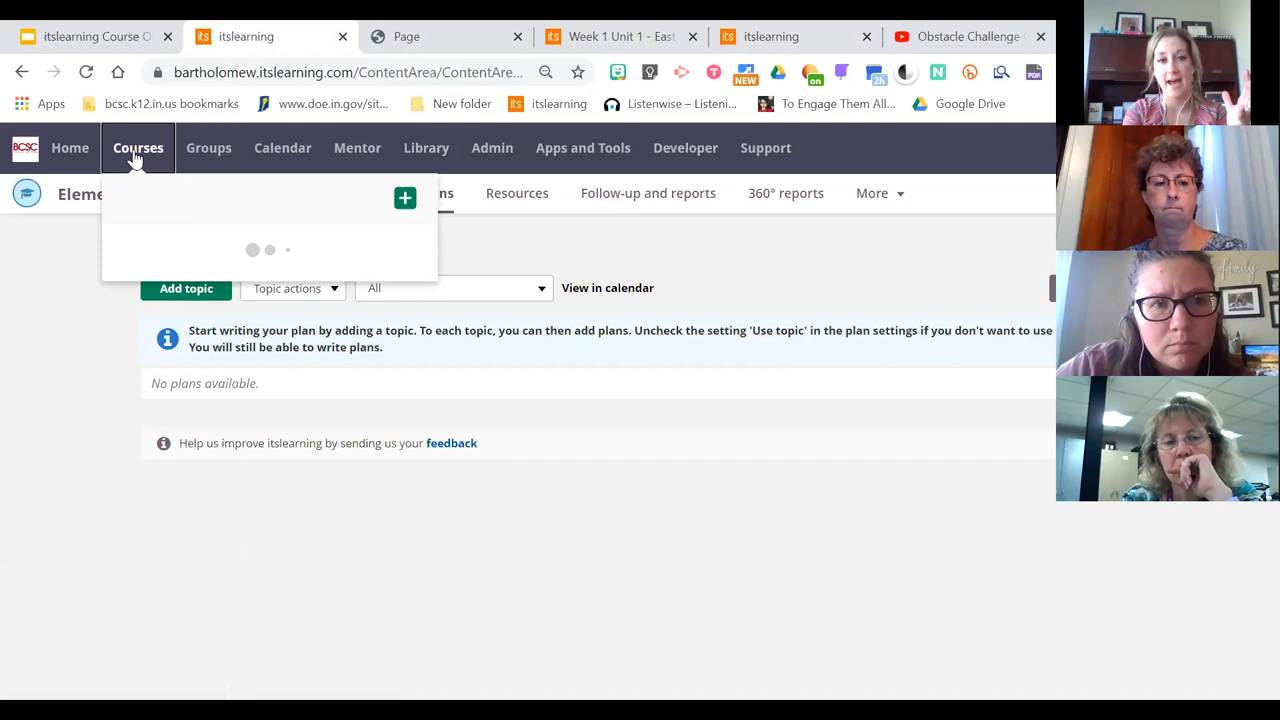 itslearning Course O
itslearning
Page
Week 1 Unit 1 - East
itslearning
Obstacle Challenge
bartholomew.itslearning.com/ContentArea/ContentAre...
NEW
on
2h
PDF
Apps
bcsc.k12.in.us bookmarks
www.doe.in.gov/sit...
New folder
itslearning
Listenwise – Listeni...
To Engage Them All...
Google Drive
BCSC
Home
Courses
Groups
Calendar
Mentor
Library
Admin
Apps and Tools
Developer
Support
Eleme
ns
Resources
Follow-up and reports
360° reports
More
Add topic
Topic actions
All
View in calendar
Start writing your plan by adding a topic. To each topic, you can then add plans. Uncheck the setting 'Use topic' in the plan settings if you don't want to use
You will still be able to write plans.
No plans available.
Help us improve itslearning by sending us your feedback
family